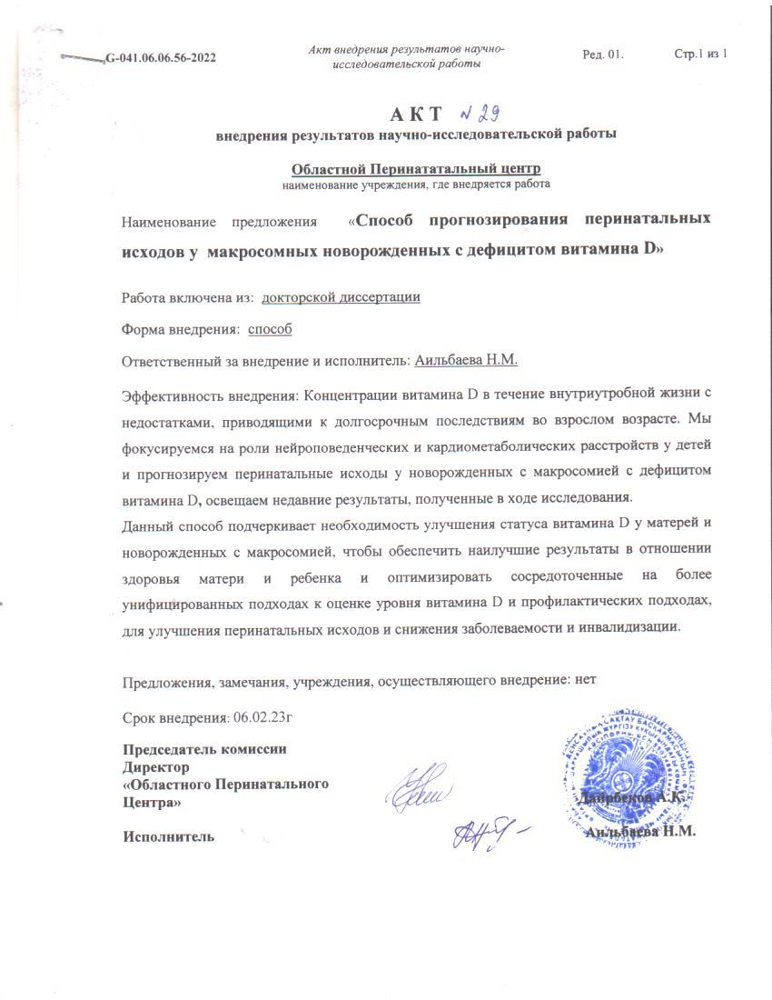 G-041.06.06.56-2022
Акт внедрения результатов научно-
исследовательской работы
Ред. 01.
Стр.1 из 1
А К Т № 29
внедрения результатов научно-исследовательской работы
Областной Перинататальный центр
наименование учреждения, где внедряется работа
Наименование предложения «Способ прогнозирования перинатальных
исходов у макросомных новорожденных с дефицитом витамина D»
Работа включена из: докторской диссертации
Форма внедрения: способ
Ответственный за внедрение и исполнитель: Аильбаева Н.М.
Эффективность внедрения: Концентрации витамина D в течение внутриутробной жизни с
недостатками, приводящими к долгосрочным последствиям во взрослом возрасте. Мы
фокусируемся на роли нейроповеденческих и кардиометаболических расстройств у детей
и прогнозируем перинатальные исходы у новорожденных с макросомией с дефицитом
витамина D, освещаем недавние результаты, полученные в ходе исследования.
Данный способ подчеркивает необходимость улучшения статуса витамина D у матерей и
новорожденных с макросомией, чтобы обеспечить наилучшие результаты в отношении
здоровья матери и ребенка и оптимизировать сосредоточенные на более
унифицированных подходах к оценке уровня витамина D и профилактических подходах,
для улучшения перинатальных исходов и снижения заболеваемости и инвалидизации.
Предложения, замечания, учреждения, осуществляющего внедрение: нет
Срок внедрения: 06.02.23г
Председатель комиссии
Директор
«Областного Перинатального
Центра»
Даирбеков А.К.
Исполнитель
Аильбаева Н.М.